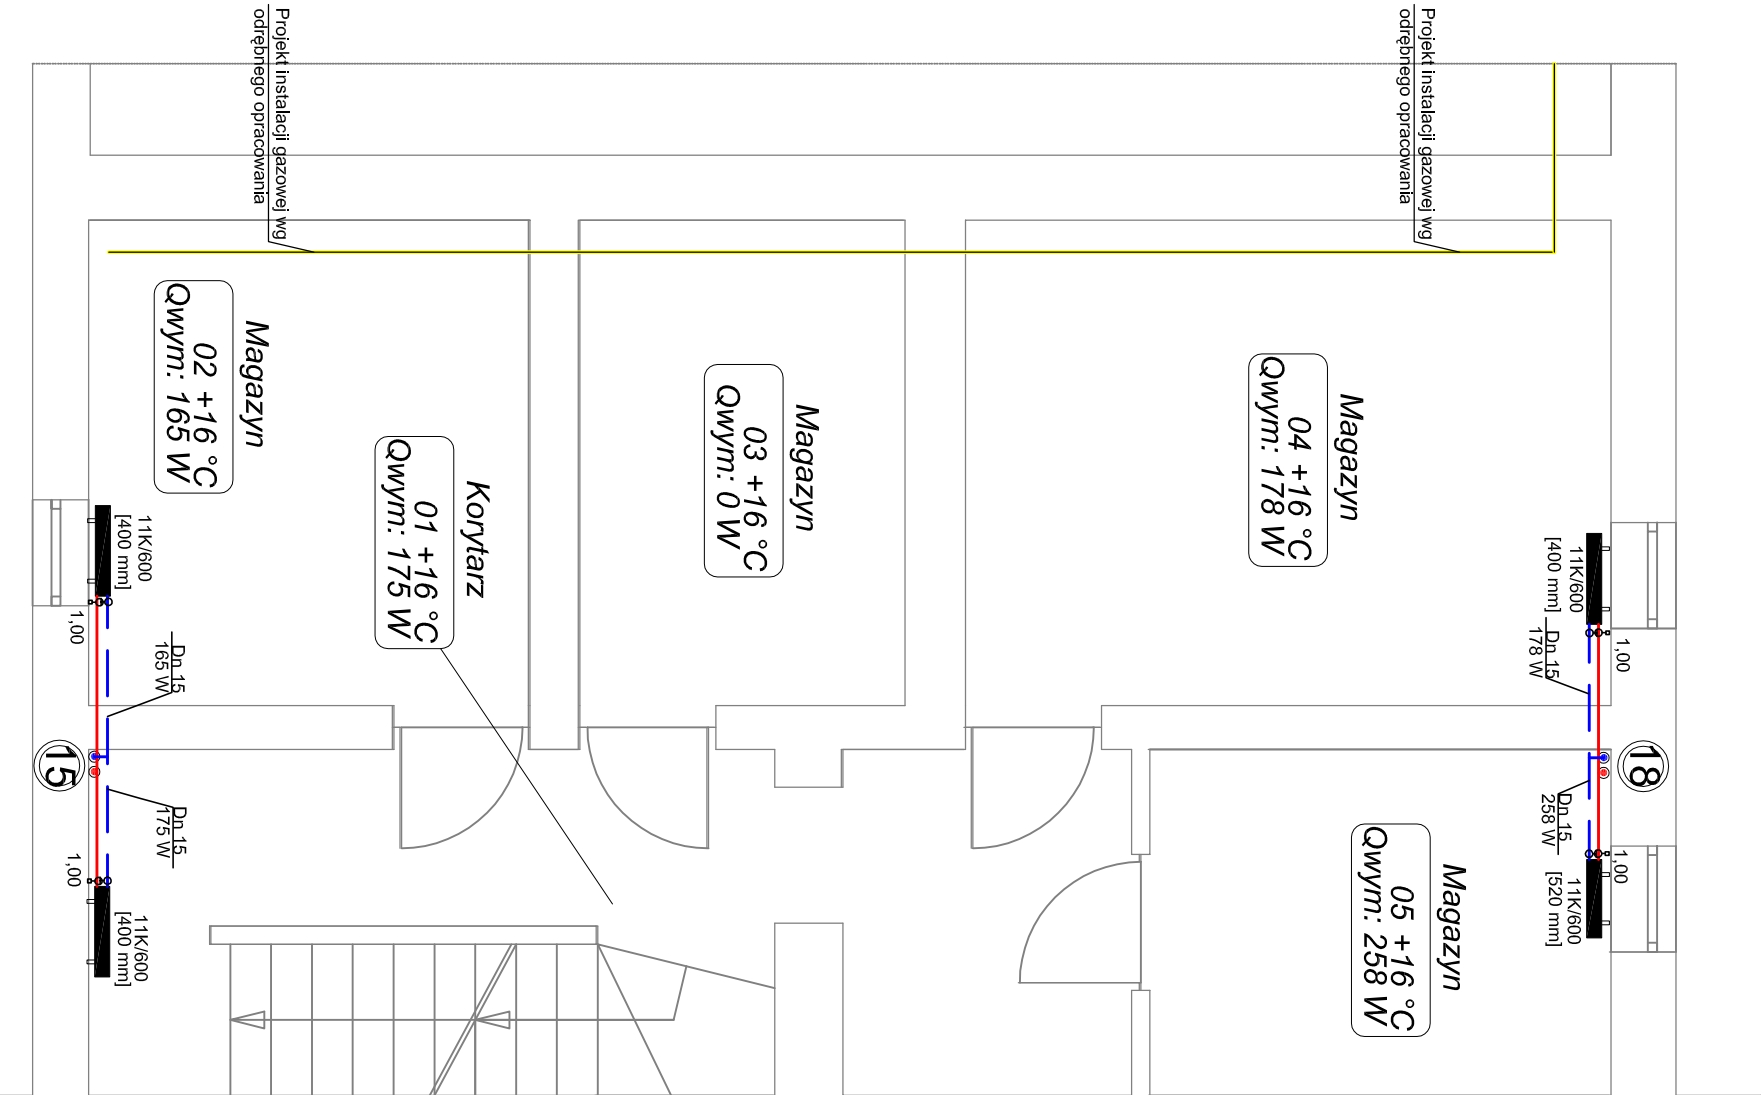 Projekt instalacji gazowej wg
odrębnego opracowania
Projekt instalacji gazowej wg
odrębnego opracowania
Magazyn
02 +16 °C
Qwym: 165 W
Korytarz
01 +16 °C
Qwym: 175 W
Magazyn
03 +16 °C
Qwym: 0 W
Magazyn
04 +16 °C
Qwym: 178 W
Magazyn
05 +16 °C
Qwym: 258 W
11K/600
[400 mm]
1,00
Dn 15
165 W
15
Dn 15
175 W
1,00
11K/600
[400 mm]
11K/600
[400 mm]
1,00
Dn 15
178 W
18
Dn 15
258 W
1,00
11K/600
[520 mm]